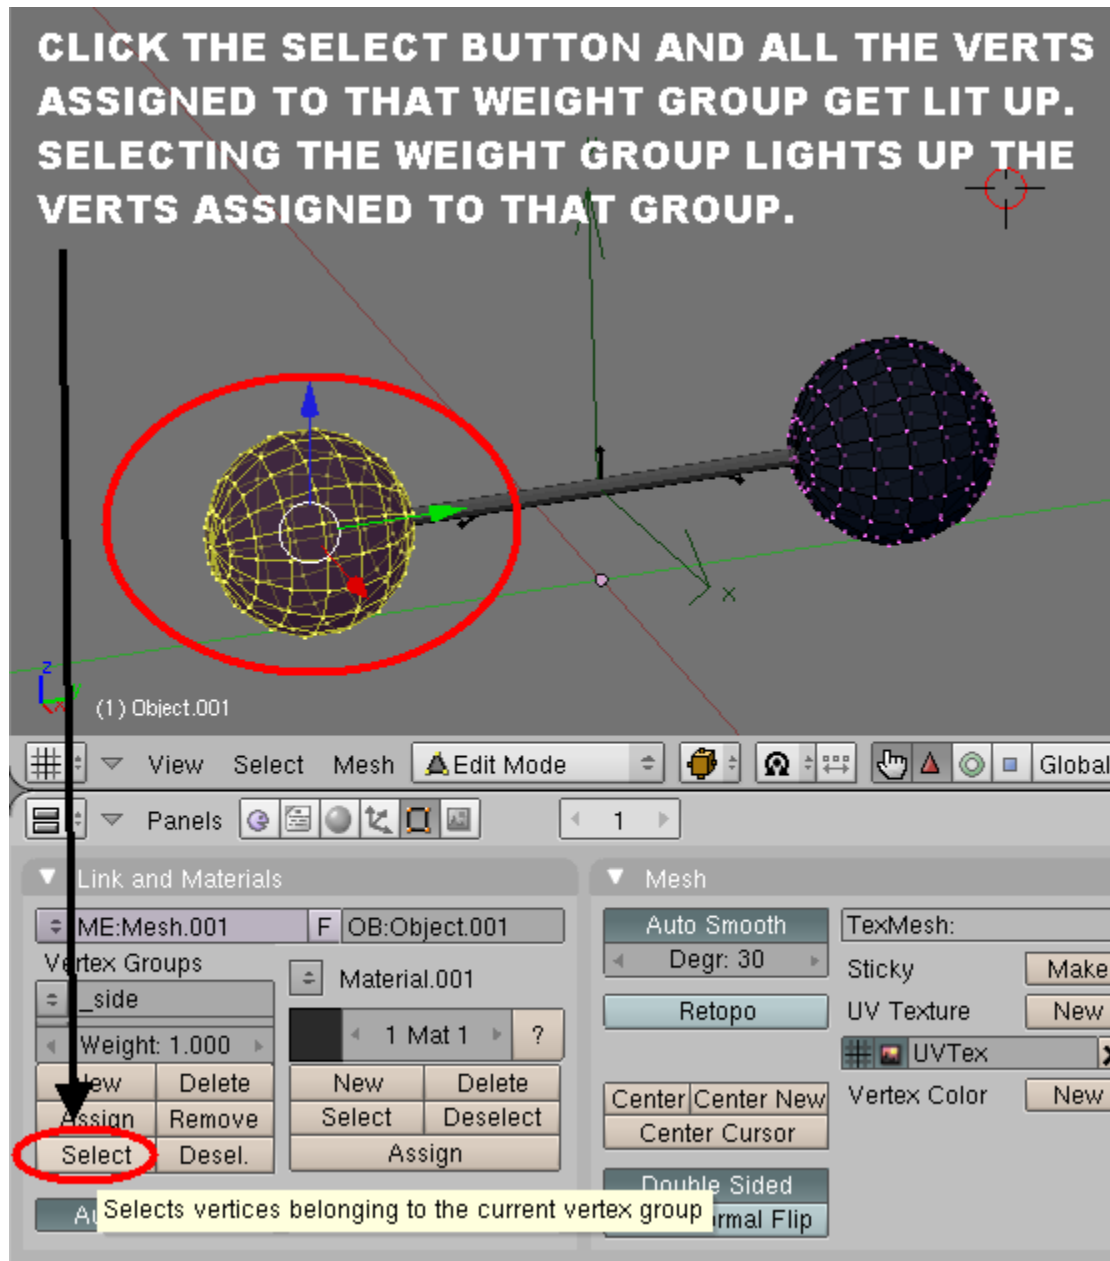 CLICK THE SELECT BUTTON AND ALL THE VERTS
ASSIGNED TO THAT WEIGHT GROUP GET LIT UP.
SELECTING THE WEIGHT GROUP LIGHTS UP THE
VERTS ASSIGNED TO THAT GROUP.
x
z
y
x
(1) Object.001
View Select Mesh Edit Mode Global
Panels 1
Link and Materials
Mesh
ME:Mesh.001 F OB:Object.001
Auto Smooth
TexMesh:
Vertex Groups
Degr: 30
_side
Material.001
Sticky Make
Retopo
UV Texture New
Weight: 1.000
1 Mat 1 ?
UVTex
New Delete New Delete
Center Center New
Vertex Color New
Assign Remove Select Deselect
Center Cursor
Select Desel. Assign
Double Sided
Selects vertices belonging to the current vertex group
Flip